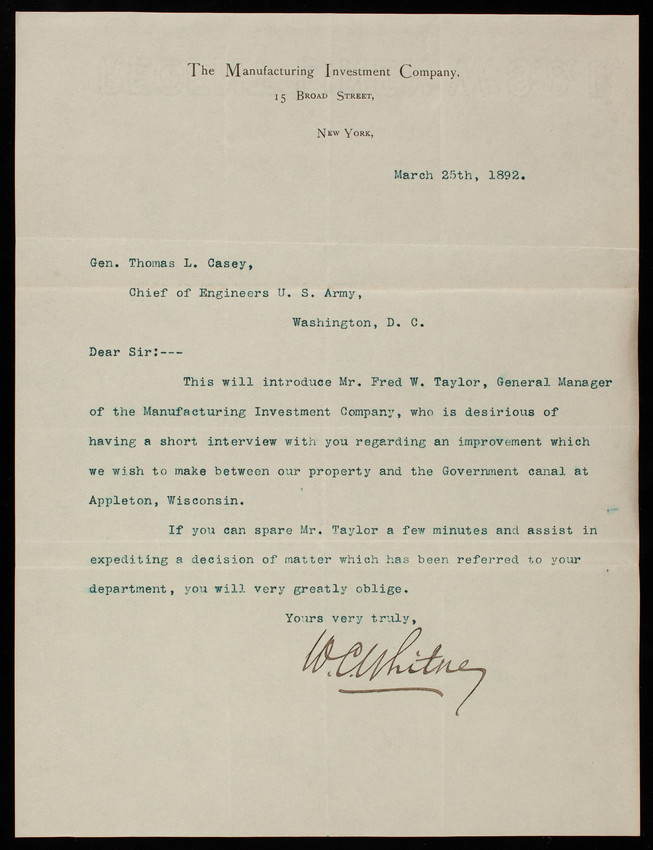 The Manufacturing Investment Company.
15 Broad Street,
New York,
March 25th, 1892.
Gen. Thomas L. Casey,
Chief of Engineers U. S. Army,
Washington, D. C.
Dear Sir:---
This will introduce Mr. Fred W. Taylor, General Manager
of the Manufacturing Investment Company, who is desirious of
having a short interview with you regarding an improvement which
we wish to make between our property and the Government canal at
Appleton, Wisconsin.
If you can spare Mr. Taylor a few minutes and assist in
expediting a decision of matter which has been referred to your
department, you will very greatly oblige.
Yours very truly,
W. C. Whitney